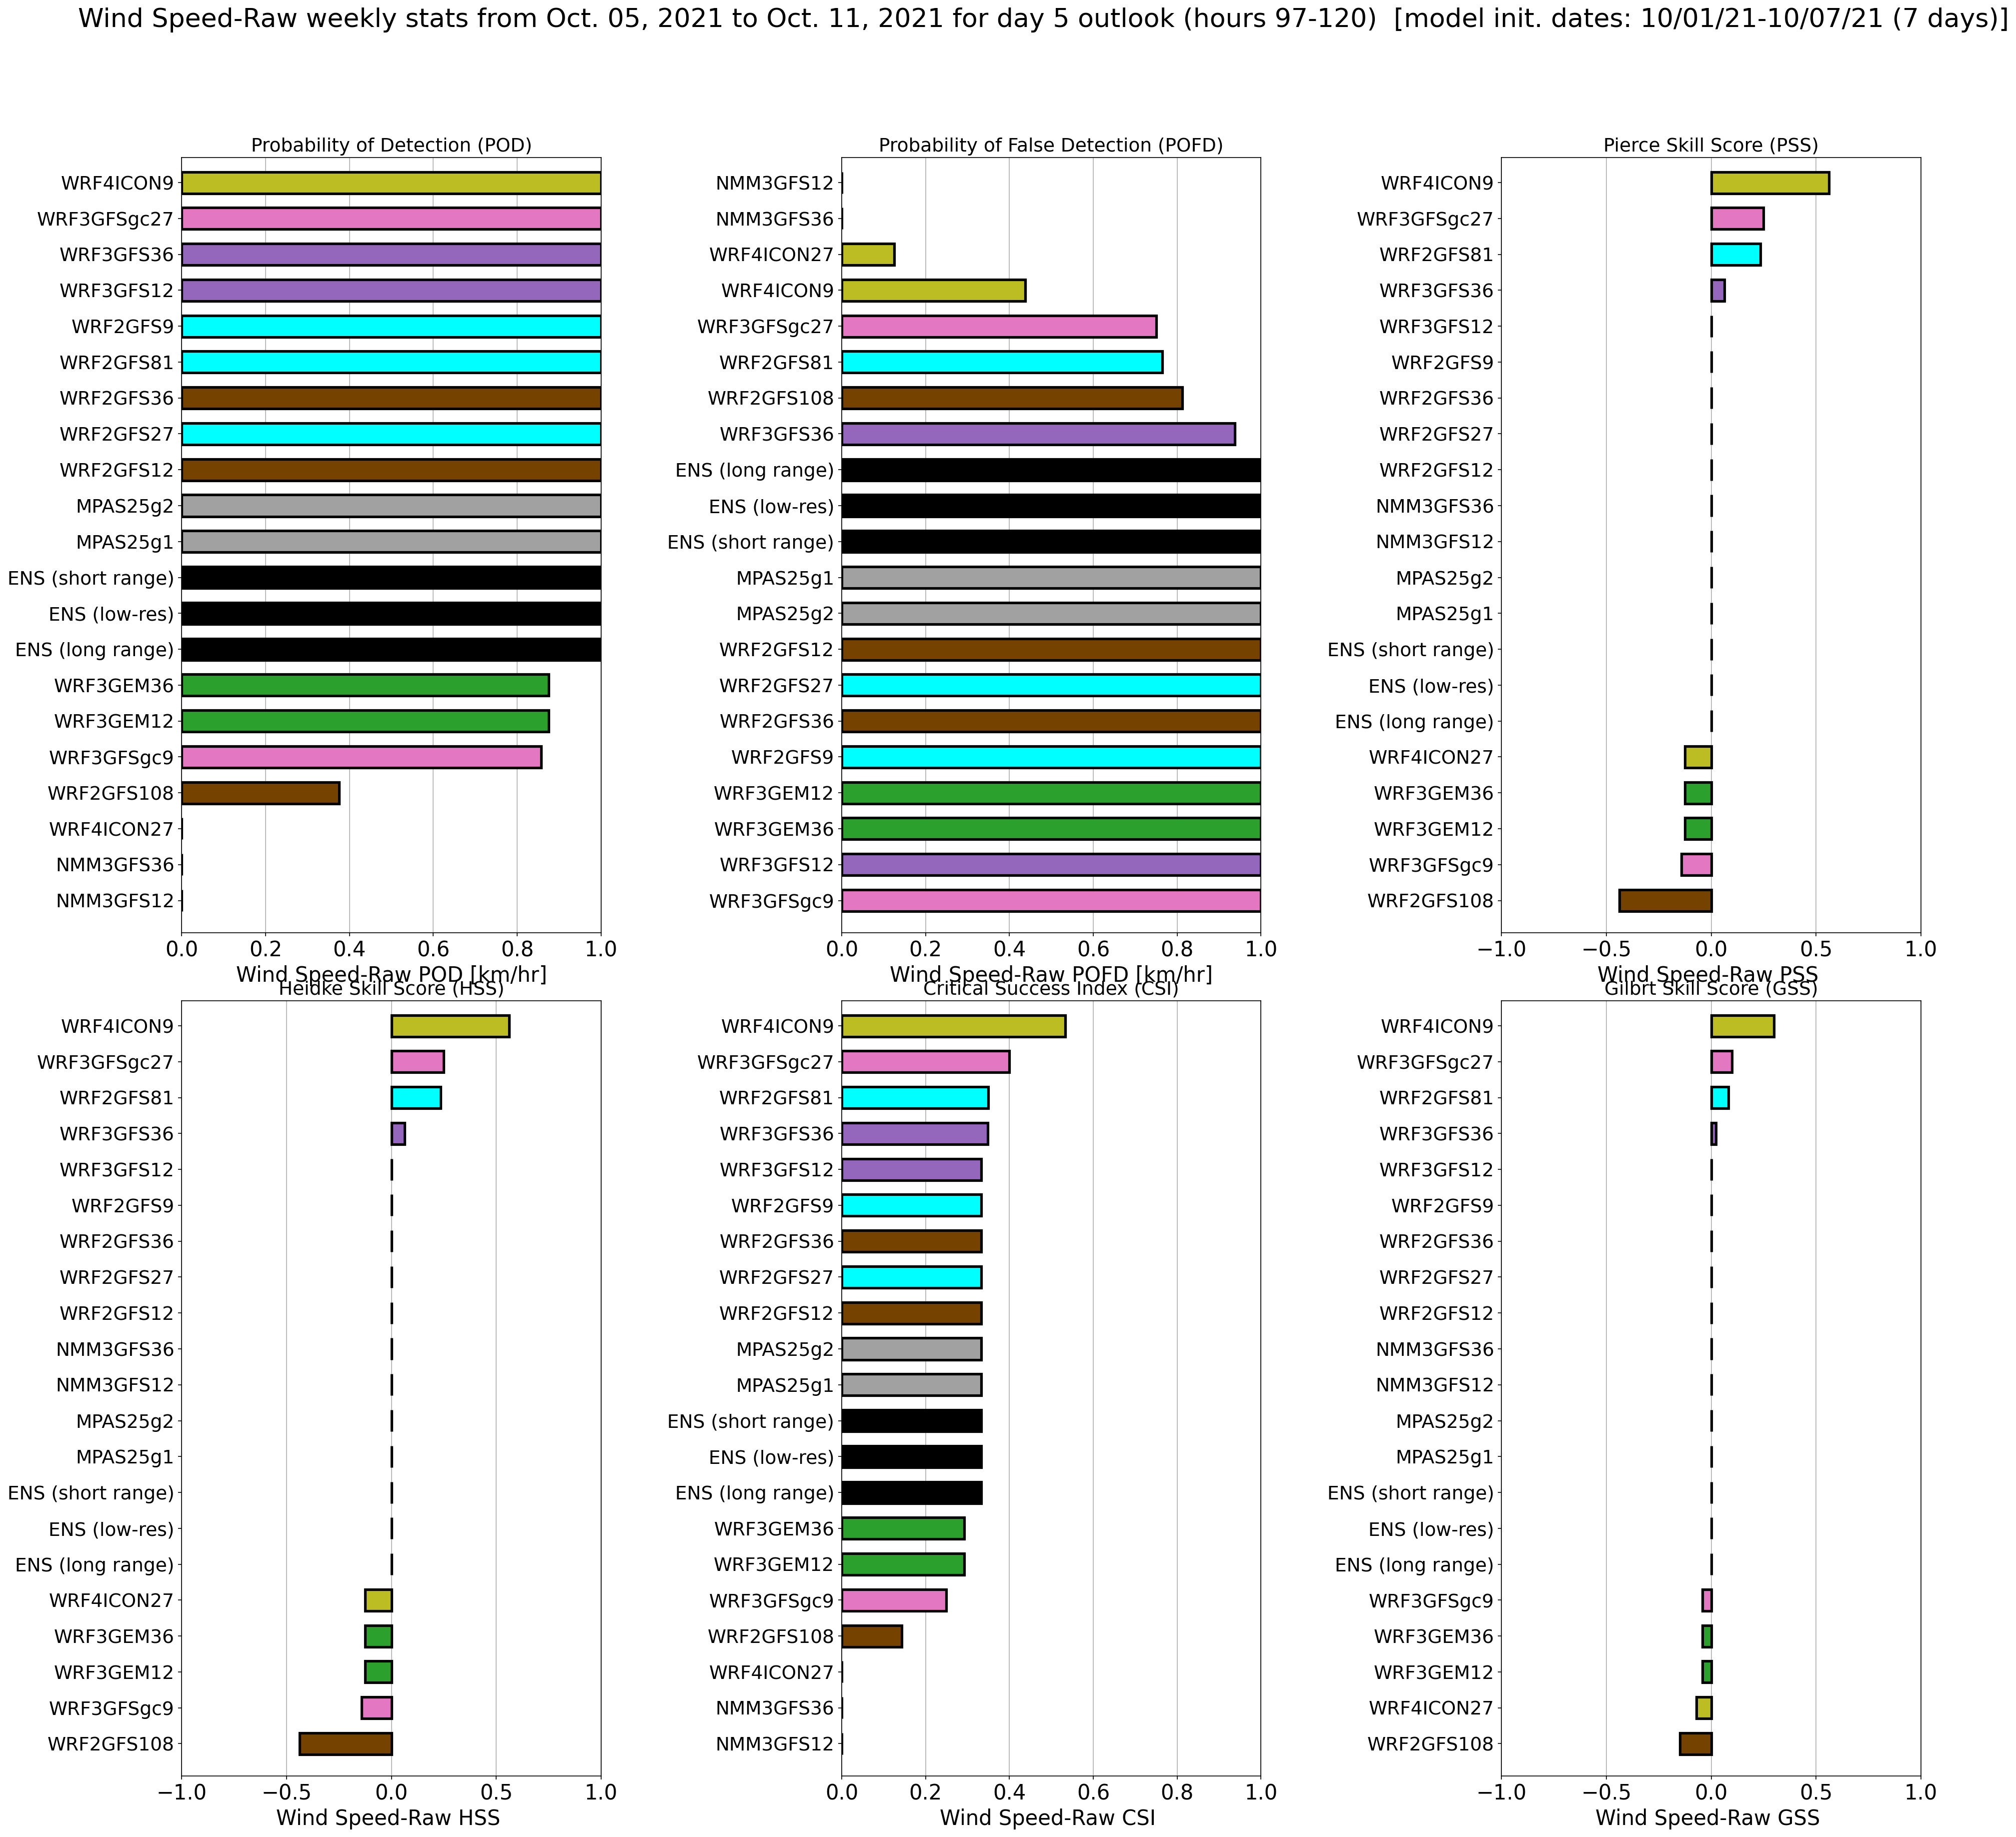 Wind Speed-Raw weekly stats from Oct. 05, 2021 to Oct. 11, 2021 for day 5 outlook (hours 97-120)  [model init. dates: 10/01/21-10/07/21 (7 days)]
Probability of Detection (POD)
WRF4ICON9
WRF3GFSgc27
WRF3GFS36
WRF3GFS12
WRF2GFS9
WRF2GFS81
WRF2GFS36
WRF2GFS27
WRF2GFS12
MPAS25g2
MPAS25g1
ENS (short range)
ENS (low-res)
ENS (long range)
WRF3GEM36
WRF3GEM12
WRF3GFSgc9
WRF2GFS108
WRF4ICON27
NMM3GFS36
NMM3GFS12
0.0 0.2 0.4 0.6 0.8 1.0
Wind Speed-Raw POD [km/hr]
Probability of False Detection (POFD)
NMM3GFS12
NMM3GFS36
WRF4ICON27
WRF4ICON9
WRF3GFSgc27
WRF2GFS81
WRF2GFS108
WRF3GFS36
ENS (long range)
ENS (low-res)
ENS (short range)
MPAS25g1
MPAS25g2
WRF2GFS12
WRF2GFS27
WRF2GFS36
WRF2GFS9
WRF3GEM12
WRF3GEM36
WRF3GFS12
WRF3GFSgc9
0.0 0.2 0.4 0.6 0.8 1.0
Wind Speed-Raw POFD [km/hr]
Pierce Skill Score (PSS)
WRF4ICON9
WRF3GFSgc27
WRF2GFS81
WRF3GFS36
WRF3GFS12
WRF2GFS9
WRF2GFS36
WRF2GFS27
WRF2GFS12
NMM3GFS36
NMM3GFS12
MPAS25g2
MPAS25g1
ENS (short range)
ENS (low-res)
ENS (long range)
WRF4ICON27
WRF3GEM36
WRF3GEM12
WRF3GFSgc9
WRF2GFS108
−1.0 −0.5 0.0 0.5 1.0
Wind Speed-Raw PSS
Heidke Skill Score (HSS)
WRF4ICON9
WRF3GFSgc27
WRF2GFS81
WRF3GFS36
WRF3GFS12
WRF2GFS9
WRF2GFS36
WRF2GFS27
WRF2GFS12
NMM3GFS36
NMM3GFS12
MPAS25g2
MPAS25g1
ENS (short range)
ENS (low-res)
ENS (long range)
WRF4ICON27
WRF3GEM36
WRF3GEM12
WRF3GFSgc9
WRF2GFS108
−1.0 −0.5 0.0 0.5 1.0
Wind Speed-Raw HSS
Critical Success Index (CSI)
WRF4ICON9
WRF3GFSgc27
WRF2GFS81
WRF3GFS36
WRF3GFS12
WRF2GFS9
WRF2GFS36
WRF2GFS27
WRF2GFS12
MPAS25g2
MPAS25g1
ENS (short range)
ENS (low-res)
ENS (long range)
WRF3GEM36
WRF3GEM12
WRF3GFSgc9
WRF2GFS108
WRF4ICON27
NMM3GFS36
NMM3GFS12
0.0 0.2 0.4 0.6 0.8 1.0
Wind Speed-Raw CSI
Gilbrt Skill Score (GSS)
WRF4ICON9
WRF3GFSgc27
WRF2GFS81
WRF3GFS36
WRF3GFS12
WRF2GFS9
WRF2GFS36
WRF2GFS27
WRF2GFS12
NMM3GFS36
NMM3GFS12
MPAS25g2
MPAS25g1
ENS (short range)
ENS (low-res)
ENS (long range)
WRF3GFSgc9
WRF3GEM36
WRF3GEM12
WRF4ICON27
WRF2GFS108
−1.0 −0.5 0.0 0.5 1.0
Wind Speed-Raw GSS